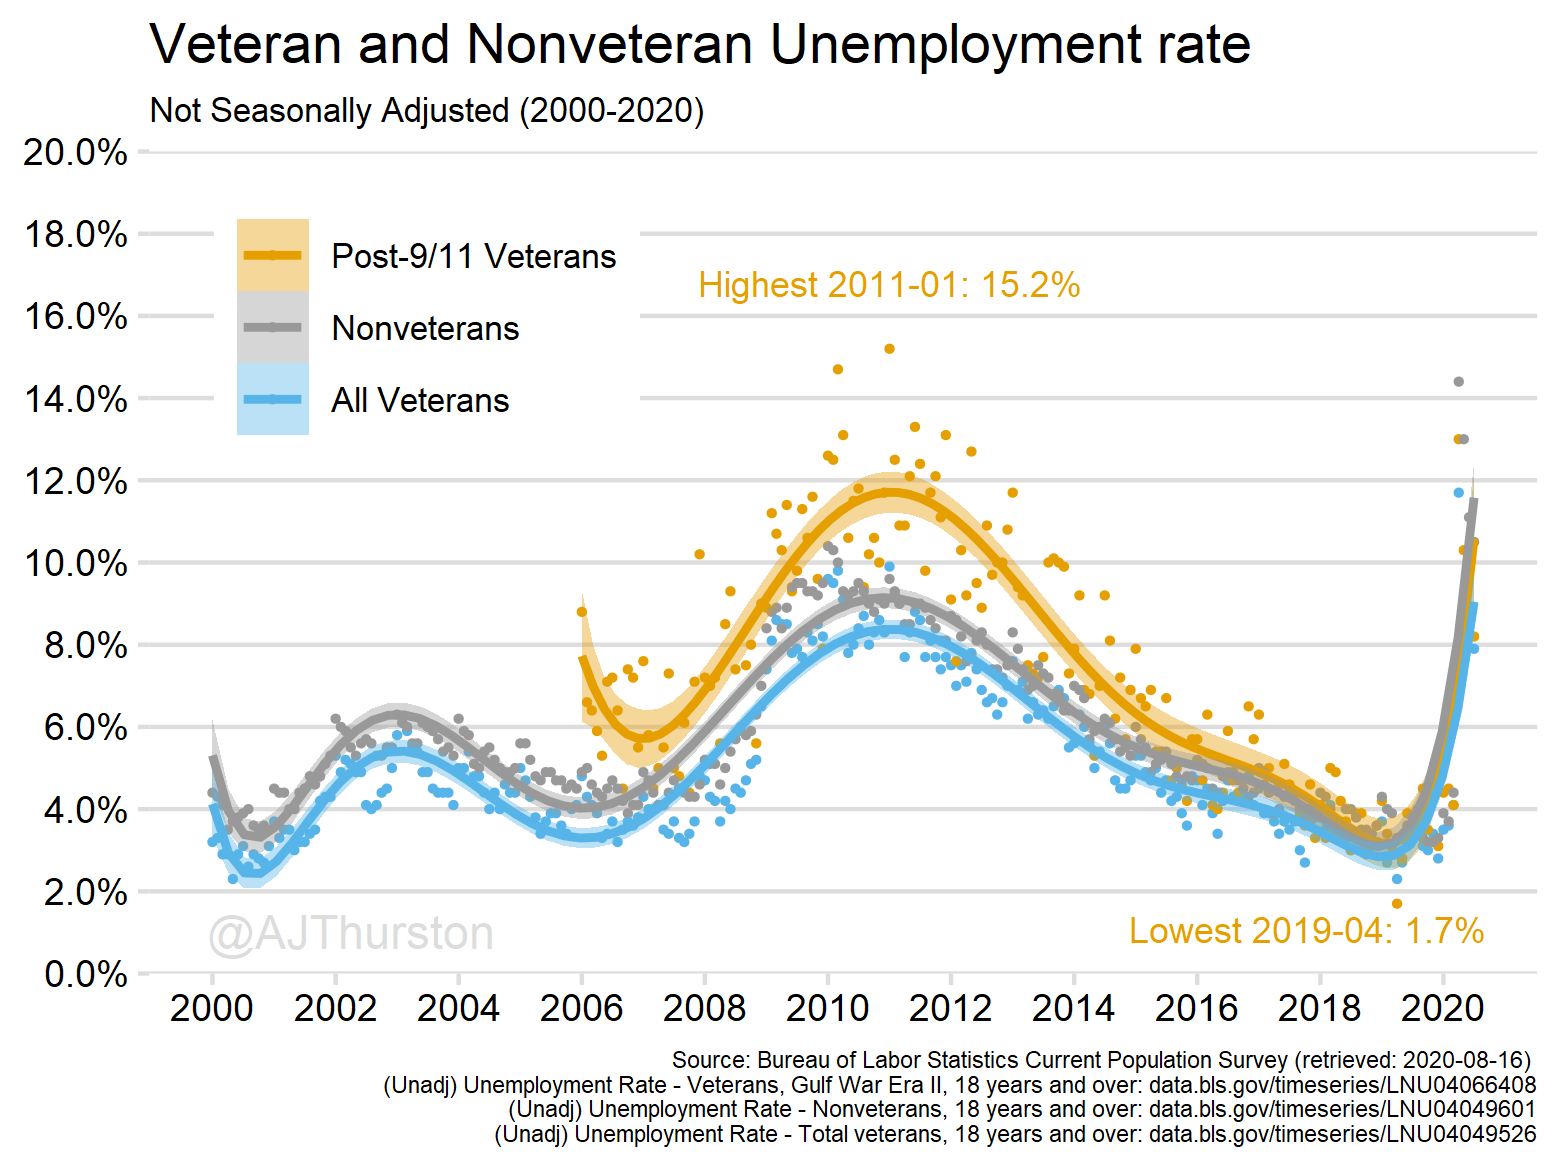 Veteran and Nonveteran Unemployment rate
Not Seasonally Adjusted (2000-2020)
20.0%
18.0%
16.0%
14.0%
12.0%
10.0%
8.0%
6.0%
4.0%
2.0%
0.0%
Post-9/11 Veterans
Nonveterans
All Veterans
Highest 2011-01: 15.2%
Lowest 2019-04: 1.7%
@AJThurston
2000 2002 2004 2006 2008 2010 2012 2014 2016 2018 2020
Source: Bureau of Labor Statistics Current Population Survey (retrieved: 2020-08-16)
(Unadj) Unemployment Rate - Veterans, Gulf War Era II, 18 years and over: data.bls.gov/timeseries/LNU04066408
(Unadj) Unemployment Rate - Nonveterans, 18 years and over: data.bls.gov/timeseries/LNU04049601
(Unadj) Unemployment Rate - Total veterans, 18 years and over: data.bls.gov/timeseries/LNU04049526